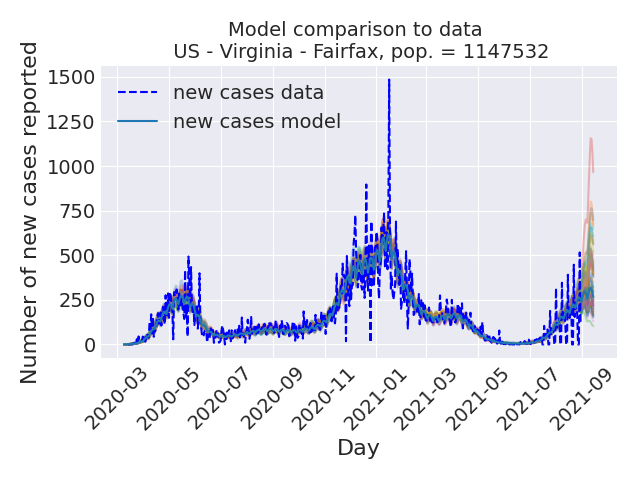 Model comparison to data
US - Virginia - Fairfax, pop. = 1147532
Number of new cases reported
1500
1250
1000
750
500
250
0
new cases data
new cases model
2020-03
2020-05
2020-07
2020-09
2020-11
2021-01
2021-03
2021-05
2021-07
2021-09
Day